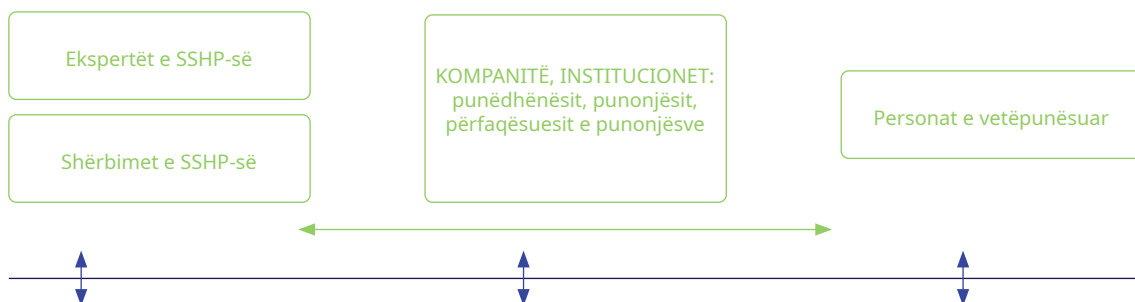 Ekspertët e SSHP-së
Shërbimet e SSHP-së
KOMPANITË, INSTITUCIONET:
punëdhënësit, punonjësit,
përfaqësuesit e punonjësve
Personat e vetëpunësuar